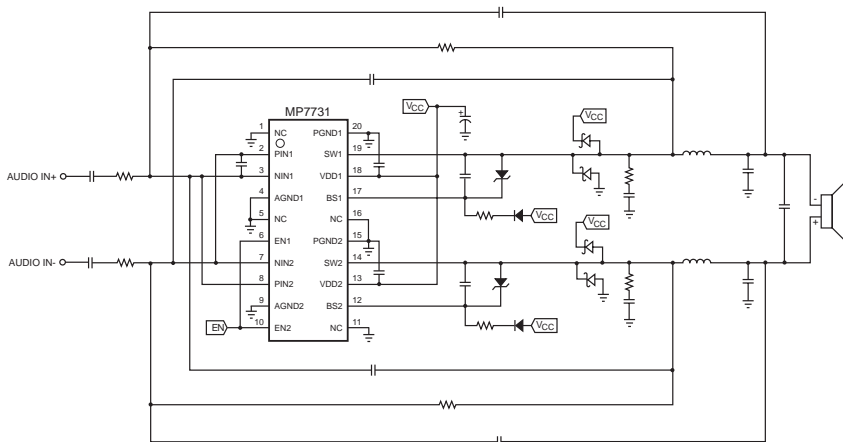 MP7731
VCC
1 NC PGND1 20
2 PIN1 SW1 19
3 NIN1 VDD1 18
4 AGND1 BS1 17
5 NC NC 16
6 EN1 PGND2 15
7 NIN2 SW2 14
8 PIN2 VDD2 13
9 AGND2 BS2 12
10 EN2 NC 11
AUDIO IN+
AUDIO IN-
EN
+
VCC
VCC
VCC
VCC
-
+